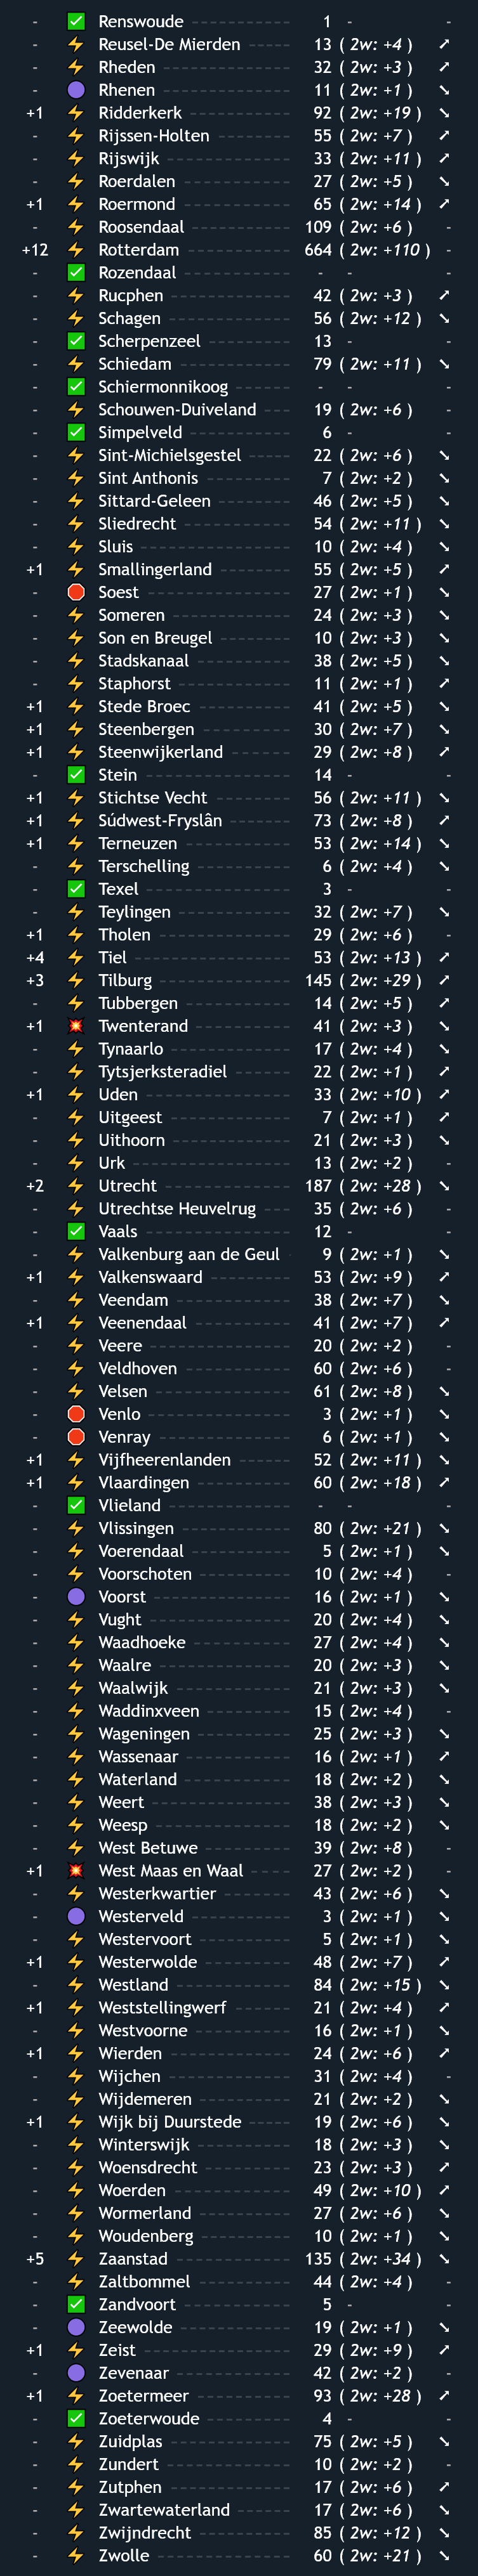 - ✅ Renswoude 1 - -
- ⚡ Reusel-De Mierden 13 ( 2w: +4 ) ↗
- ⚡ Rheden 32 ( 2w: +3 ) ↗
- 🟣 Rhenen 11 ( 2w: +1 ) ↘
+1 ⚡ Ridderkerk 92 ( 2w: +19 ) ↘
- ⚡ Rijssen-Holten 55 ( 2w: +7 ) ↗
- ⚡ Rijswijk 33 ( 2w: +11 ) ↗
- ⚡ Roerdalen 27 ( 2w: +5 ) ↘
+1 ⚡ Roermond 65 ( 2w: +14 ) ↗
- ⚡ Roosendaal 109 ( 2w: +6 ) -
+12 ⚡ Rotterdam 664 ( 2w: +110 ) -
- ✅ Rozendaal - - -
- ⚡ Rucphen 42 ( 2w: +3 ) ↗
- ⚡ Schagen 56 ( 2w: +12 ) ↘
- ✅ Scherpenzeel 13 - -
- ⚡ Schiedam 79 ( 2w: +11 ) ↘
- ✅ Schiermonnikoog - - -
- ⚡ Schouwen-Duiveland 19 ( 2w: +6 ) -
- ✅ Simpelveld 6 - -
- ⚡ Sint-Michielsgestel 22 ( 2w: +6 ) ↘
- ⚡ Sint Anthonis 7 ( 2w: +2 ) ↘
- ⚡ Sittard-Geleen 46 ( 2w: +5 ) ↘
- ⚡ Sliedrecht 54 ( 2w: +11 ) ↘
- ⚡ Sluis 10 ( 2w: +4 ) ↘
+1 ⚡ Smallingerland 55 ( 2w: +5 ) ↗
- 🛑 Soest 27 ( 2w: +1 ) ↘
- ⚡ Someren 24 ( 2w: +3 ) ↘
- ⚡ Son en Breugel 10 ( 2w: +3 ) ↘
- ⚡ Stadskanaal 38 ( 2w: +5 ) ↘
- ⚡ Staphorst 11 ( 2w: +1 ) ↗
+1 ⚡ Stede Broec 41 ( 2w: +5 ) ↘
+1 ⚡ Steenbergen 30 ( 2w: +7 ) ↘
+1 ⚡ Steenwijkerland 29 ( 2w: +8 ) ↗
- ✅ Stein 14 - -
+1 ⚡ Stichtse Vecht 56 ( 2w: +11 ) ↘
+1 ⚡ Súdwest-Fryslân 73 ( 2w: +8 ) ↗
+1 ⚡ Terneuzen 53 ( 2w: +14 ) ↘
- ⚡ Terschelling 6 ( 2w: +4 ) ↘
- ✅ Texel 3 - -
- ⚡ Teylingen 32 ( 2w: +7 ) ↘
+1 ⚡ Tholen 29 ( 2w: +6 ) -
+4 ⚡ Tiel 53 ( 2w: +13 ) ↗
+3 ⚡ Tilburg 145 ( 2w: +29 ) ↗
- ⚡ Tubbergen 14 ( 2w: +5 ) ↗
+1 💥 Twenterand 41 ( 2w: +3 ) ↘
- ⚡ Tynaarlo 17 ( 2w: +4 ) ↘
- ⚡ Tytsjerksteradiel 22 ( 2w: +1 ) ↗
+1 ⚡ Uden 33 ( 2w: +10 ) ↗
- ⚡ Uitgeest 7 ( 2w: +1 ) ↗
- ⚡ Uithoorn 21 ( 2w: +3 ) ↘
- ⚡ Urk 13 ( 2w: +2 ) -
+2 ⚡ Utrecht 187 ( 2w: +28 ) ↘
- ⚡ Utrechtse Heuvelrug 35 ( 2w: +6 ) -
- ✅ Vaals 12 - -
- ⚡ Valkenburg aan de Geul 9 ( 2w: +1 ) ↘
+1 ⚡ Valkenswaard 53 ( 2w: +9 ) ↗
- ⚡ Veendam 38 ( 2w: +7 ) ↘
+1 ⚡ Veenendaal 41 ( 2w: +7 ) ↗
- ⚡ Veere 20 ( 2w: +2 ) -
- ⚡ Veldhoven 60 ( 2w: +6 ) -
- ⚡ Velsen 61 ( 2w: +8 ) ↘
- 🛑 Venlo 3 ( 2w: +1 ) ↘
- 🛑 Venray 6 ( 2w: +1 ) ↘
+1 ⚡ Vijfheerenlanden 52 ( 2w: +11 ) ↘
+1 ⚡ Vlaardingen 60 ( 2w: +18 ) ↗
- ✅ Vlieland - - -
- ⚡ Vlissingen 80 ( 2w: +21 ) ↘
- ⚡ Voerendaal 5 ( 2w: +1 ) ↘
- ⚡ Voorschoten 10 ( 2w: +4 ) -
- 🟣 Voorst 16 ( 2w: +1 ) ↘
- ⚡ Vught 20 ( 2w: +4 ) ↘
- ⚡ Waadhoeke 27 ( 2w: +4 ) ↘
- ⚡ Waalre 20 ( 2w: +3 ) ↘
- ⚡ Waalwijk 21 ( 2w: +3 ) ↘
- ⚡ Waddinxveen 15 ( 2w: +4 ) -
- ⚡ Wageningen 25 ( 2w: +3 ) ↘
- ⚡ Wassenaar 16 ( 2w: +1 ) ↗
- ⚡ Waterland 18 ( 2w: +2 ) ↘
- ⚡ Weert 38 ( 2w: +3 ) ↘
- ⚡ Weesp 18 ( 2w: +2 ) ↘
- ⚡ West Betuwe 39 ( 2w: +8 ) -
+1 💥 West Maas en Waal 27 ( 2w: +2 ) -
- ⚡ Westerkwartier 43 ( 2w: +6 ) ↘
- 🟣 Westerveld 3 ( 2w: +1 ) ↘
- ⚡ Westervoort 5 ( 2w: +1 ) ↘
+1 ⚡ Westerwolde 48 ( 2w: +7 ) ↗
- ⚡ Westland 84 ( 2w: +15 ) ↘
+1 ⚡ Weststellingwerf 21 ( 2w: +4 ) ↗
- ⚡ Westvoorne 16 ( 2w: +1 ) ↘
+1 ⚡ Wierden 24 ( 2w: +6 ) ↗
- ⚡ Wijchen 31 ( 2w: +4 ) -
- ⚡ Wijdemeren 21 ( 2w: +2 ) ↘
+1 ⚡ Wijk bij Duurstede 19 ( 2w: +6 ) ↘
- ⚡ Winterswijk 18 ( 2w: +3 ) ↘
- ⚡ Woensdrecht 23 ( 2w: +3 ) ↗
- ⚡ Woerden 49 ( 2w: +10 ) ↗
- ⚡ Wormerland 27 ( 2w: +6 ) ↘
- ⚡ Woudenberg 10 ( 2w: +1 ) ↘
+5 ⚡ Zaanstad 135 ( 2w: +34 ) ↘
- ⚡ Zaltbommel 44 ( 2w: +4 ) -
- ✅ Zandvoort 5 - -
- 🟣 Zeewolde 19 ( 2w: +1 ) ↘
+1 ⚡ Zeist 29 ( 2w: +9 ) ↗
- 🟣 Zevenaar 42 ( 2w: +2 ) -
+1 ⚡ Zoetermeer 93 ( 2w: +28 ) ↗
- ✅ Zoeterwoude 4 - -
- ⚡ Zuidplas 75 ( 2w: +5 ) ↘
- ⚡ Zundert 10 ( 2w: +2 ) -
- ⚡ Zutphen 17 ( 2w: +6 ) ↗
- ⚡ Zwartewaterland 17 ( 2w: +6 ) ↘
- ⚡ Zwijndrecht 85 ( 2w: +12 ) ↘
- ⚡ Zwolle 60 ( 2w: +21 ) ↘